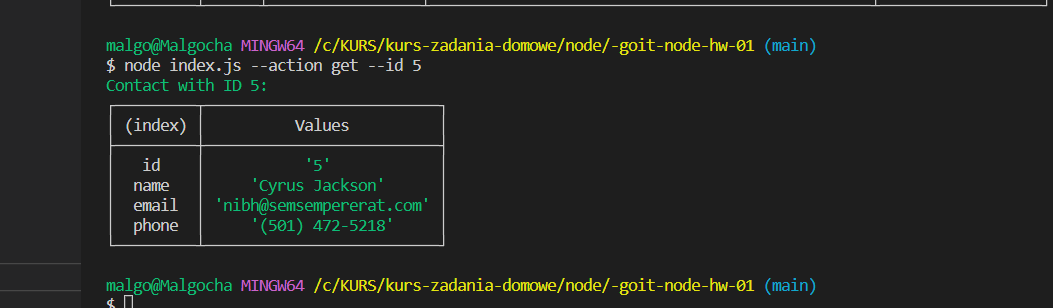 malgo@Malgocha MINGW64 /c/KURS/kurs-zadania-domowe/node/-goit-node-hw-01 (main)
$ node index.js --action get --id 5
Contact with ID 5:
(index) Values
id '5'
name 'Cyrus Jackson'
email 'nibh@semsempererat.com'
phone '(501) 472-5218'
malgo@Malgocha MINGW64 /c/KURS/kurs-zadania-domowe/node/-goit-node-hw-01 (main)
$